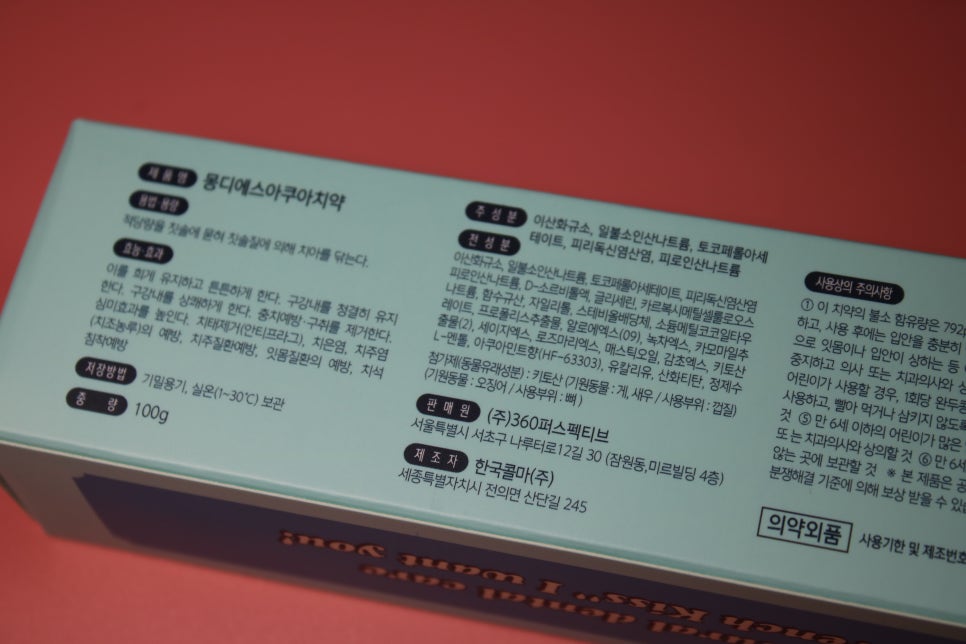 제품명 몽디에스아쿠아치약
용법·용량
적당량을 칫솔에 묻혀 칫솔질에 의해 치아를 닦는다.
효능·효과
이를 희게 유지하고 튼튼하게 한다. 구강내를 청결히 유지
한다. 구강내를 상쾌하게 한다. 충치예방·구취를 제거한다.
심미효과를 높인다. 치태제거(안티프라그), 치은염, 치주염
(치조농루)의 예방, 치주질환예방, 잇몸질환의 예방, 치석
침착예방
저장방법 기밀용기, 실온(1~30℃) 보관
중량 100g
주성분 이산화규소, 일불소인산나트륨, 토코페롤아세
테이트, 피리독신염산염, 피로인산나트륨
전성분
이산화규소, 일불소인산나트륨, 토코페롤아세테이트, 피리독신염산염
피로인산나트륨, D-소르비톨액, 글리세린, 카르복시메틸셀룰로오스
나트륨, 함수규산, 자일리톨, 스테비올배당체, 소듐메틸코코일타우
레이트, 프로폴리스추출물, 알로에엑스(09), 녹차엑스, 카모마일추
출물(2), 세이지엑스, 로즈마리엑스, 마스틱오일, 감초엑스, 키토산
L-멘톨, 아쿠아민트향(HF-63303), 유칼리유, 산화티탄, 정제수
첨가제(동물유래성분) : 키토산 (기원동물 : 게, 새우 / 사용부위 : 껍질)
(기원동물 : 오징어 / 사용부위 : 뼈)
판매원 (주)360퍼스펙티브
서울특별시 서초구 나루터로12길 30 (잠원동,미르빌딩 4층)
제조자 한국콜마(주)
세종특별자치시 전의면 산단길 245
사용상의 주의사항
① 이 치약의 불소 함유량은 792
하고, 사용 후에는 입안을 충분히
으로 잇몸이나 입안이 상하는 등
중지하고 의사 또는 치과의사와 상
어린이가 사용할 경우, 1회당 완두콩
사용하고, 빨아 먹거나 삼키지 않도록
것 ⑤ 만 6세 이하의 어린이가 많은
또 는 치과의사와 상의할 것 ⑥ 만 6세
않는 곳에 보관할 것 ※ 본 제품은 공
분쟁해결 기준에 의해 보상 받을 수 있습
의약외품 사용기한 및 제조번호
dental care
Kiss" I want you!